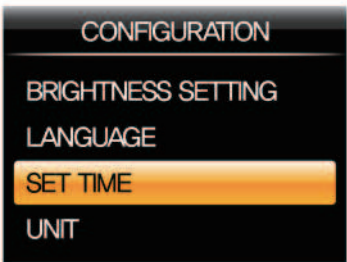 CONFIGURATION
BRIGHTNESS SETTING
LANGUAGE
SET TIME
UNIT